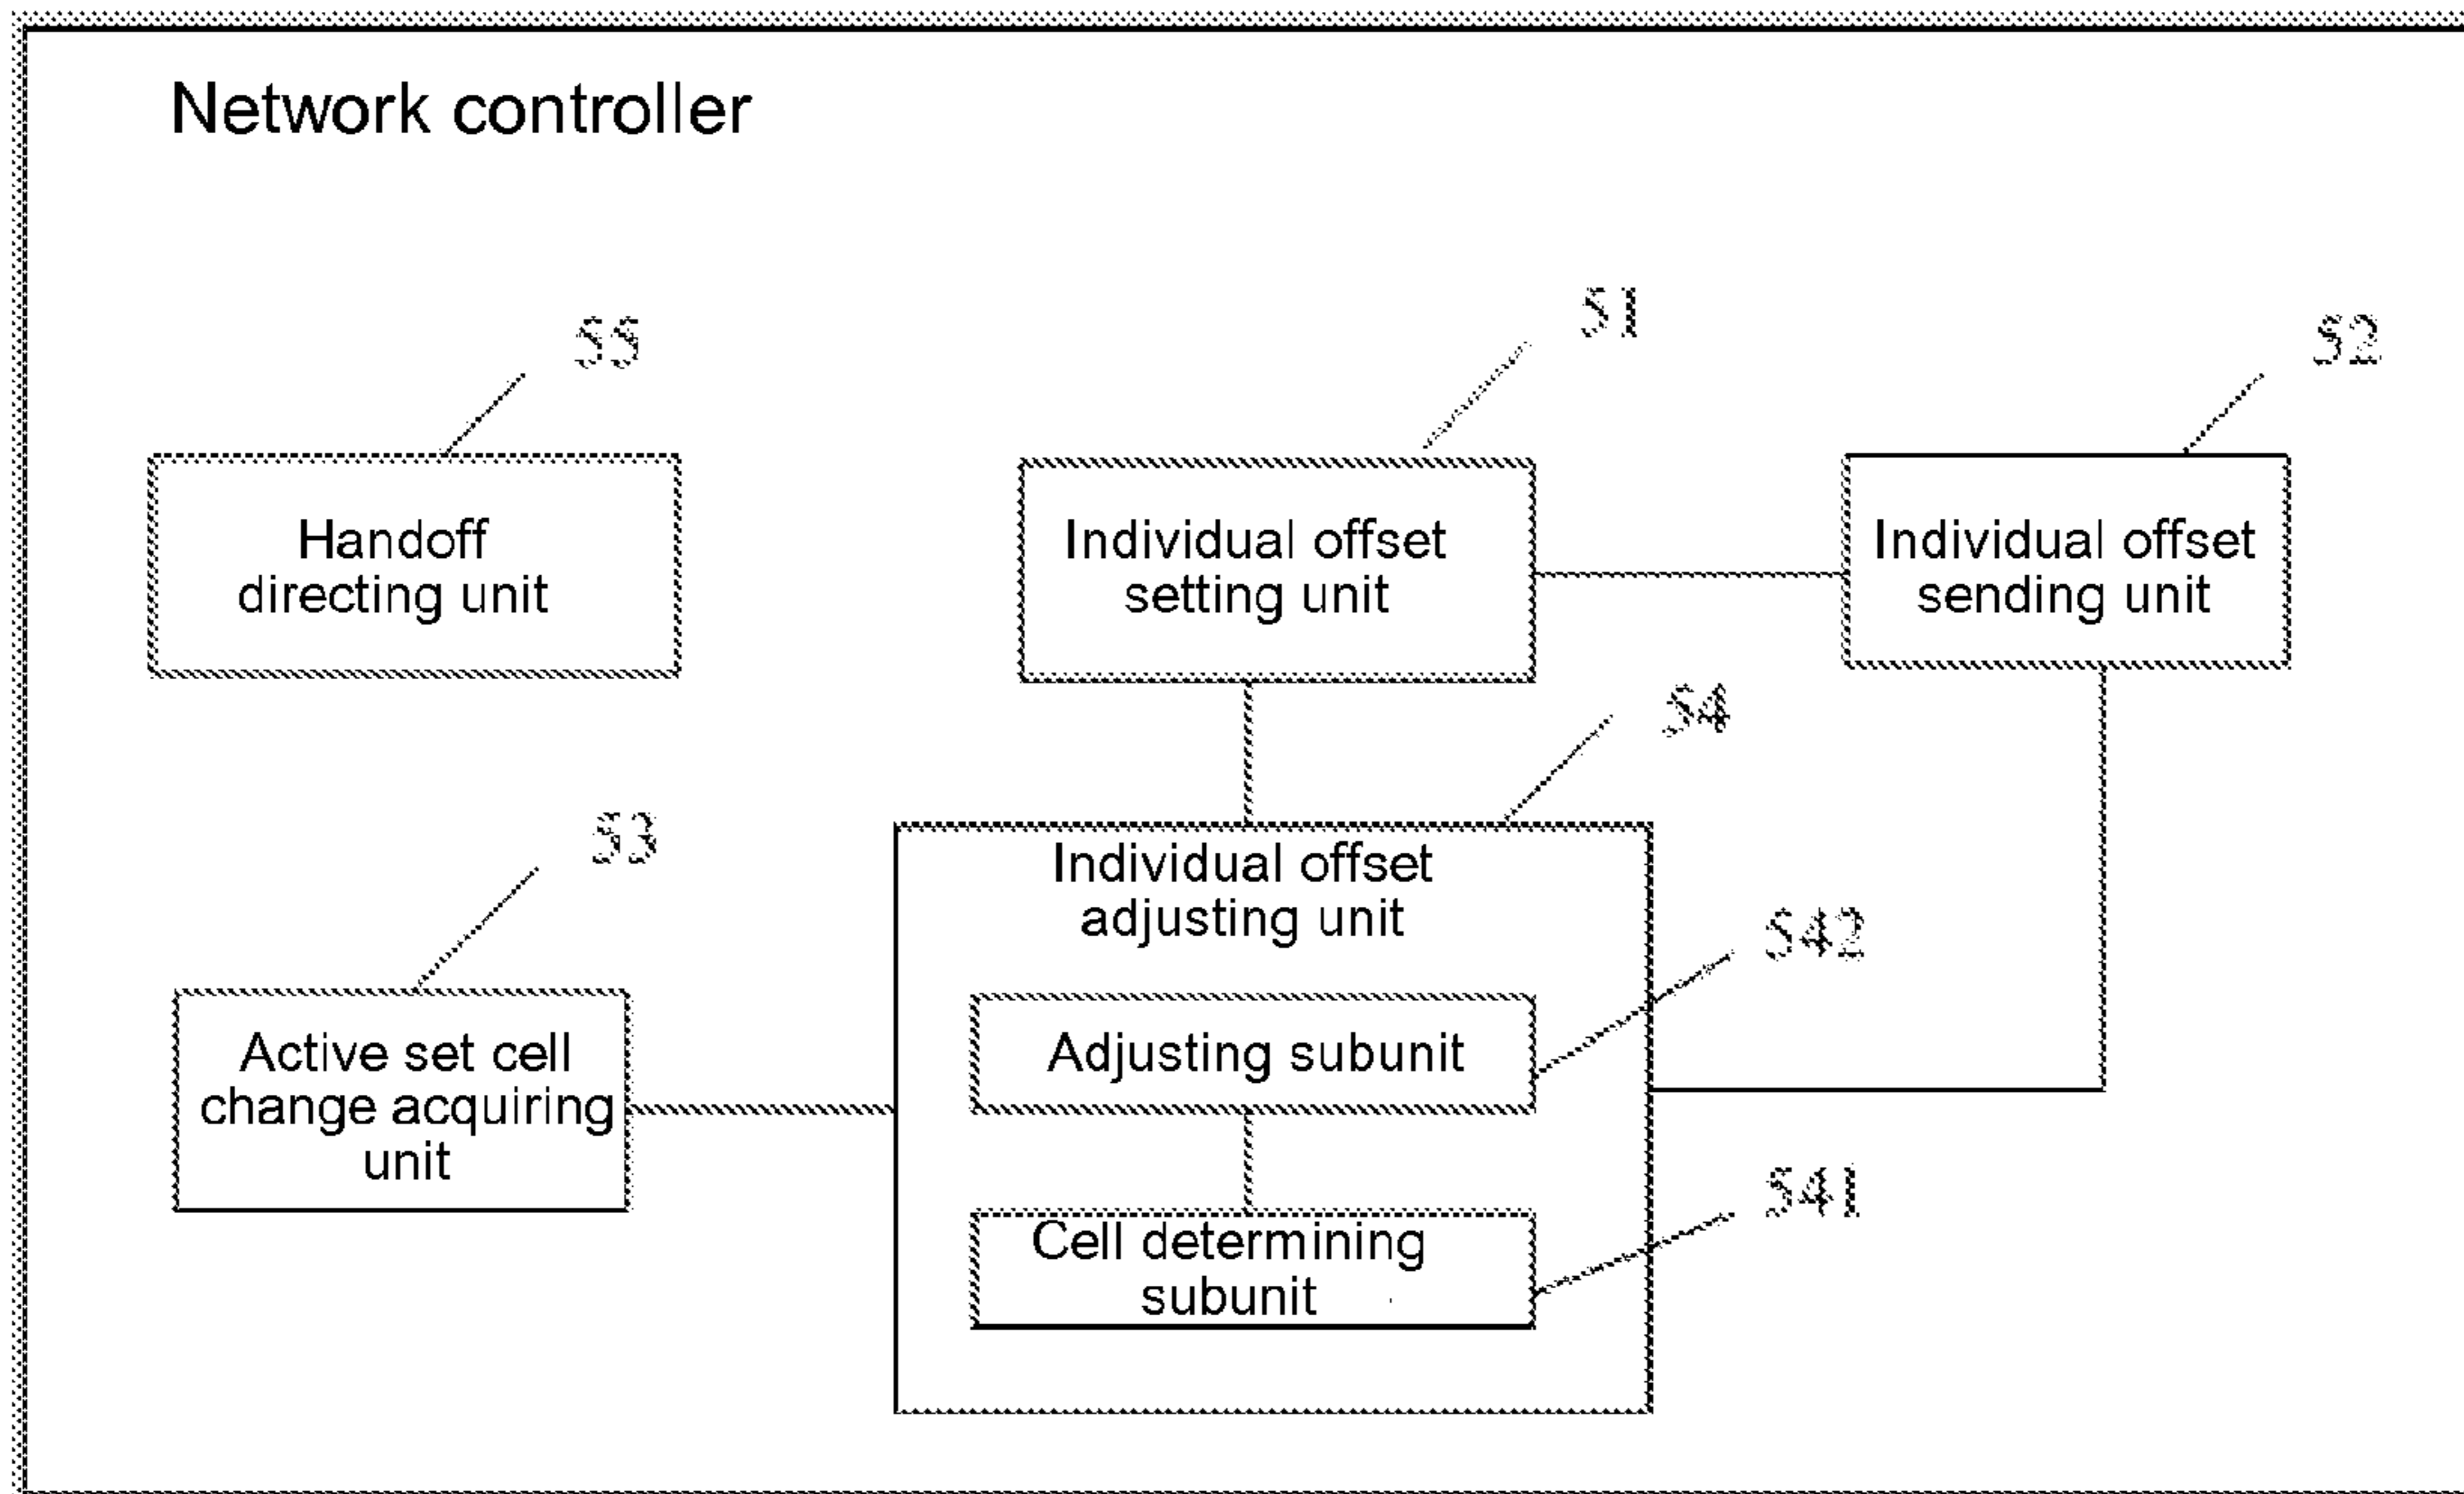 Network controller
55
51
52
Handoff
directing unit
Individual offset
setting unit
Individual offset
sending unit
54
53
Individual offset
adjusting unit
542
Active set cell
change acquiring
unit
Adjusting subunit
541
Cell determining
subunit